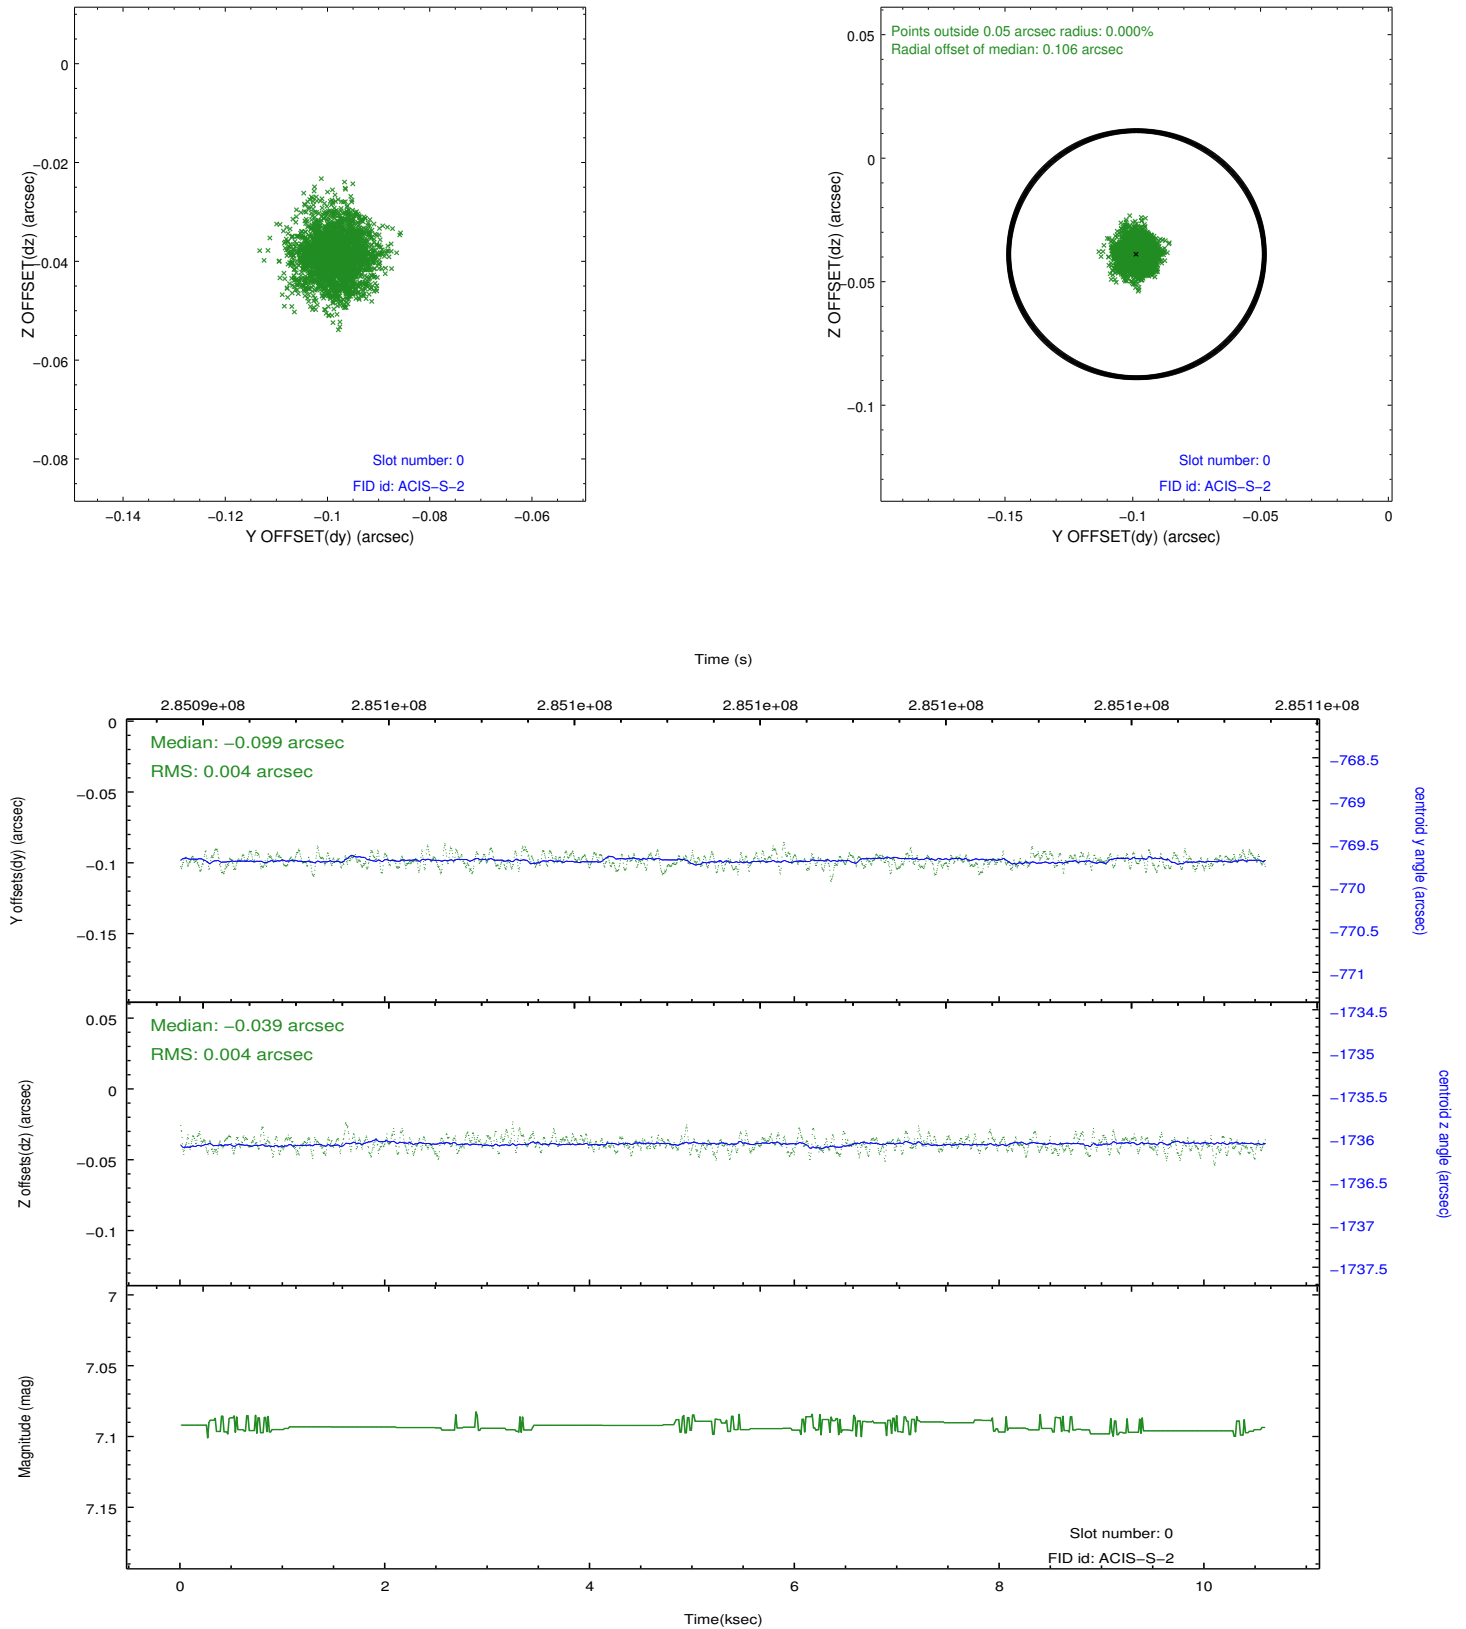 0
−0.02
−0.04
−0.06
−0.08
Z OFFSET(dz) (arcsec)
Slot number: 0
FID id: ACIS−S−2
−0.14
−0.12
−0.1
−0.08
−0.06
Y OFFSET(dy) (arcsec)
Points outside 0.05 arcsec radius: 0.000%
Radial offset of median: 0.106 arcsec
0.05
0
−0.05
−0.1
Z OFFSET(dz) (arcsec)
Slot number: 0
FID id: ACIS−S−2
−0.15
−0.1
−0.05
0
Y OFFSET(dy) (arcsec)
Time (s)
2.8509e+08
2.851e+08
2.851e+08
2.851e+08
2.851e+08
2.851e+08
2.8511e+08
Median: −0.099 arcsec
RMS: 0.004 arcsec
0
−0.05
−0.1
−0.15
Y offsets(dy) (arcsec)
−768.5
−769
−769.5
−770
−770.5
−771
centroid y angle (arcsec)
Median: −0.039 arcsec
RMS: 0.004 arcsec
0.05
0
−0.05
−0.1
Z offsets(dz) (arcsec)
−1734.5
−1735
−1735.5
−1736
−1736.5
−1737
−1737.5
centroid z angle (arcsec)
7
7.05
7.1
7.15
Magnitude (mag)
Slot number: 0
FID id: ACIS−S−2
0
2
4
6
8
10
Time(ksec)